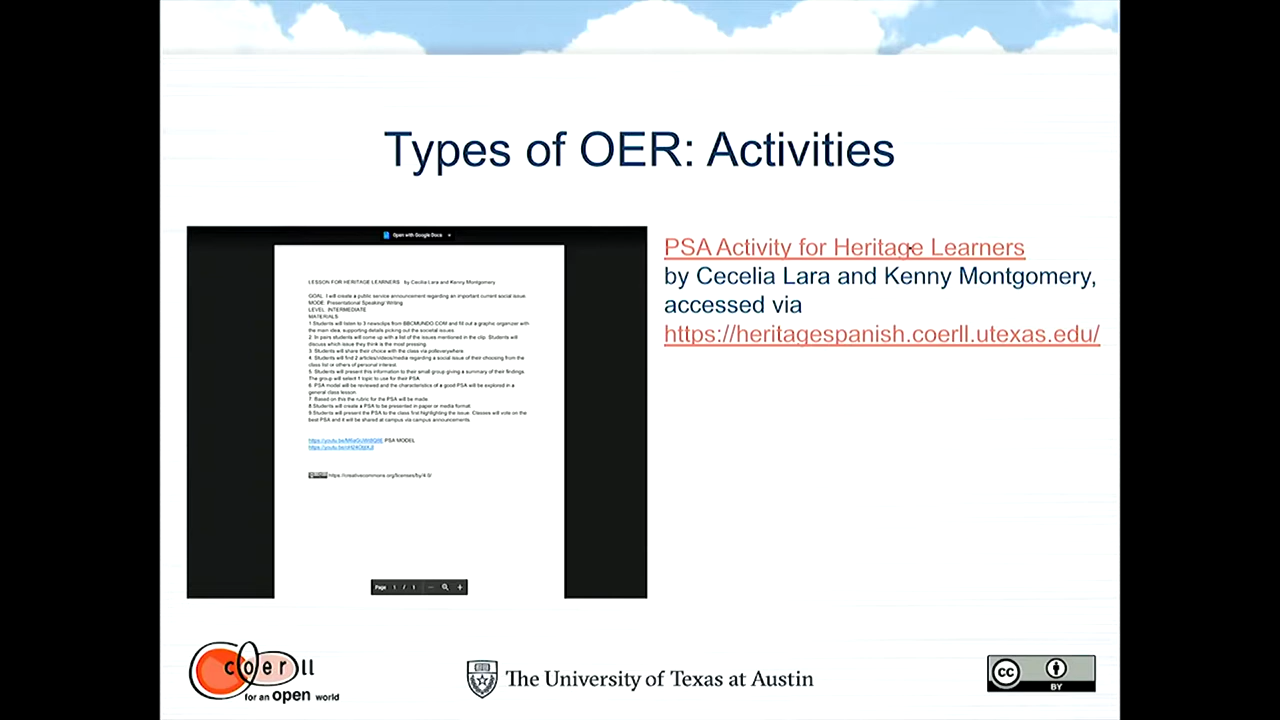 Types of OER: Activities
Open with Google Docs
LESSON FOR HERITAGE LEARNERS by Cecelia Lara and Kenny Montgomery
GOAL: I will create a public service announcement regarding an important current social issue
MODE: Presentational Speaking/ Writing
LEVEL: INTERMEDIATE
MATERIALS
1 Students will listen to 3 newsclips from BBCMUNDO.COM and fill out a graphic organizer with
the main idea, supporting details picking out the societal issues
2. In pairs students will come up with a list of the issues mentioned in the clip. Students will
discuss which issue they think is the most pressing.
3. Students will share their choice with the class via polleverywhere
4. Students will find 2 articles/videos/media regarding a social issue of their choosing from the
class list or others of personal interest.
5. Students will present this information to their small group giving a summary of their findings.
The group will select 1 topic to use for their PSA
6. PSA model will be reviewed and the characteristics of a good PSA will be explored in a
general class lesson.
7. Based on this the rubric for the PSA will be made.
8.Students will create a PSA to be presented in paper or media format
9.Students will present the PSA to the class first highlighting the issue. Classes will vote on the
best PSA and it will be shared at campus via campus announcements.
PSA MODEL
https://creativecommons.org/licenses/by/4.0/
Page 1 / 1
PSA Activity for Heritage Learners
by Cecelia Lara and Kenny Montgomery,
accessed via
https://heritagespanish.coerll.utexas.edu/
coerll
for an open world
The University of Texas at Austin
cc
BY